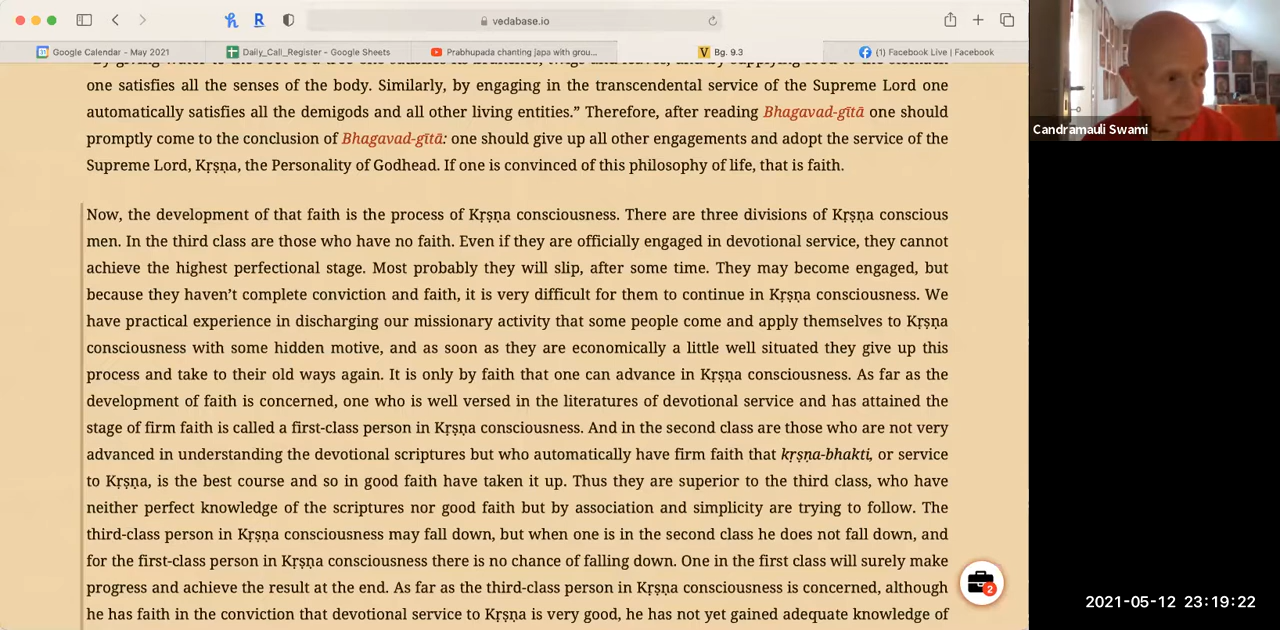 vedabase.io
Google Calendar - May 2021
Daily_Call_Register - Google Sheets
Prabhupada chanting japa with grou...
Bg. 9.3
(1) Facebook Live | Facebook
one satisfies all the senses of the body. Similarly, by engaging in the transcendental service of the Supreme Lord one
automatically satisfies all the demigods and all other living entities.” Therefore, after reading Bhagavad-gītā one should
promptly come to the conclusion of Bhagavad-gītā: one should give up all other engagements and adopt the service of the
Supreme Lord, Kṛṣṇa, the Personality of Godhead. If one is convinced of this philosophy of life, that is faith.
Now, the development of that faith is the process of Kṛṣṇa consciousness. There are three divisions of Kṛṣṇa conscious
men. In the third class are those who have no faith. Even if they are officially engaged in devotional service, they cannot
achieve the highest perfectional stage. Most probably they will slip, after some time. They may become engaged, but
because they haven’t complete conviction and faith, it is very difficult for them to continue in Kṛṣṇa consciousness. We
have practical experience in discharging our missionary activity that some people come and apply themselves to Kṛṣṇa
consciousness with some hidden motive, and as soon as they are economically a little well situated they give up this
process and take to their old ways again. It is only by faith that one can advance in Kṛṣṇa consciousness. As far as the
development of faith is concerned, one who is well versed in the literatures of devotional service and has attained the
stage of firm faith is called a first-class person in Kṛṣṇa consciousness. And in the second class are those who are not very
advanced in understanding the devotional scriptures but who automatically have firm faith that kṛṣṇa-bhakti, or service
to Kṛṣṇa, is the best course and so in good faith have taken it up. Thus they are superior to the third class, who have
neither perfect knowledge of the scriptures nor good faith but by association and simplicity are trying to follow. The
third-class person in Kṛṣṇa consciousness may fall down, but when one is in the second class he does not fall down, and
for the first-class person in Kṛṣṇa consciousness there is no chance of falling down. One in the first class will surely make
progress and achieve the result at the end. As far as the third-class person in Kṛṣṇa consciousness is concerned, although
he has faith in the conviction that devotional service to Kṛṣṇa is very good, he has not yet gained adequate knowledge of
2
Candramauli Swami
2021-05-12 23:19:22